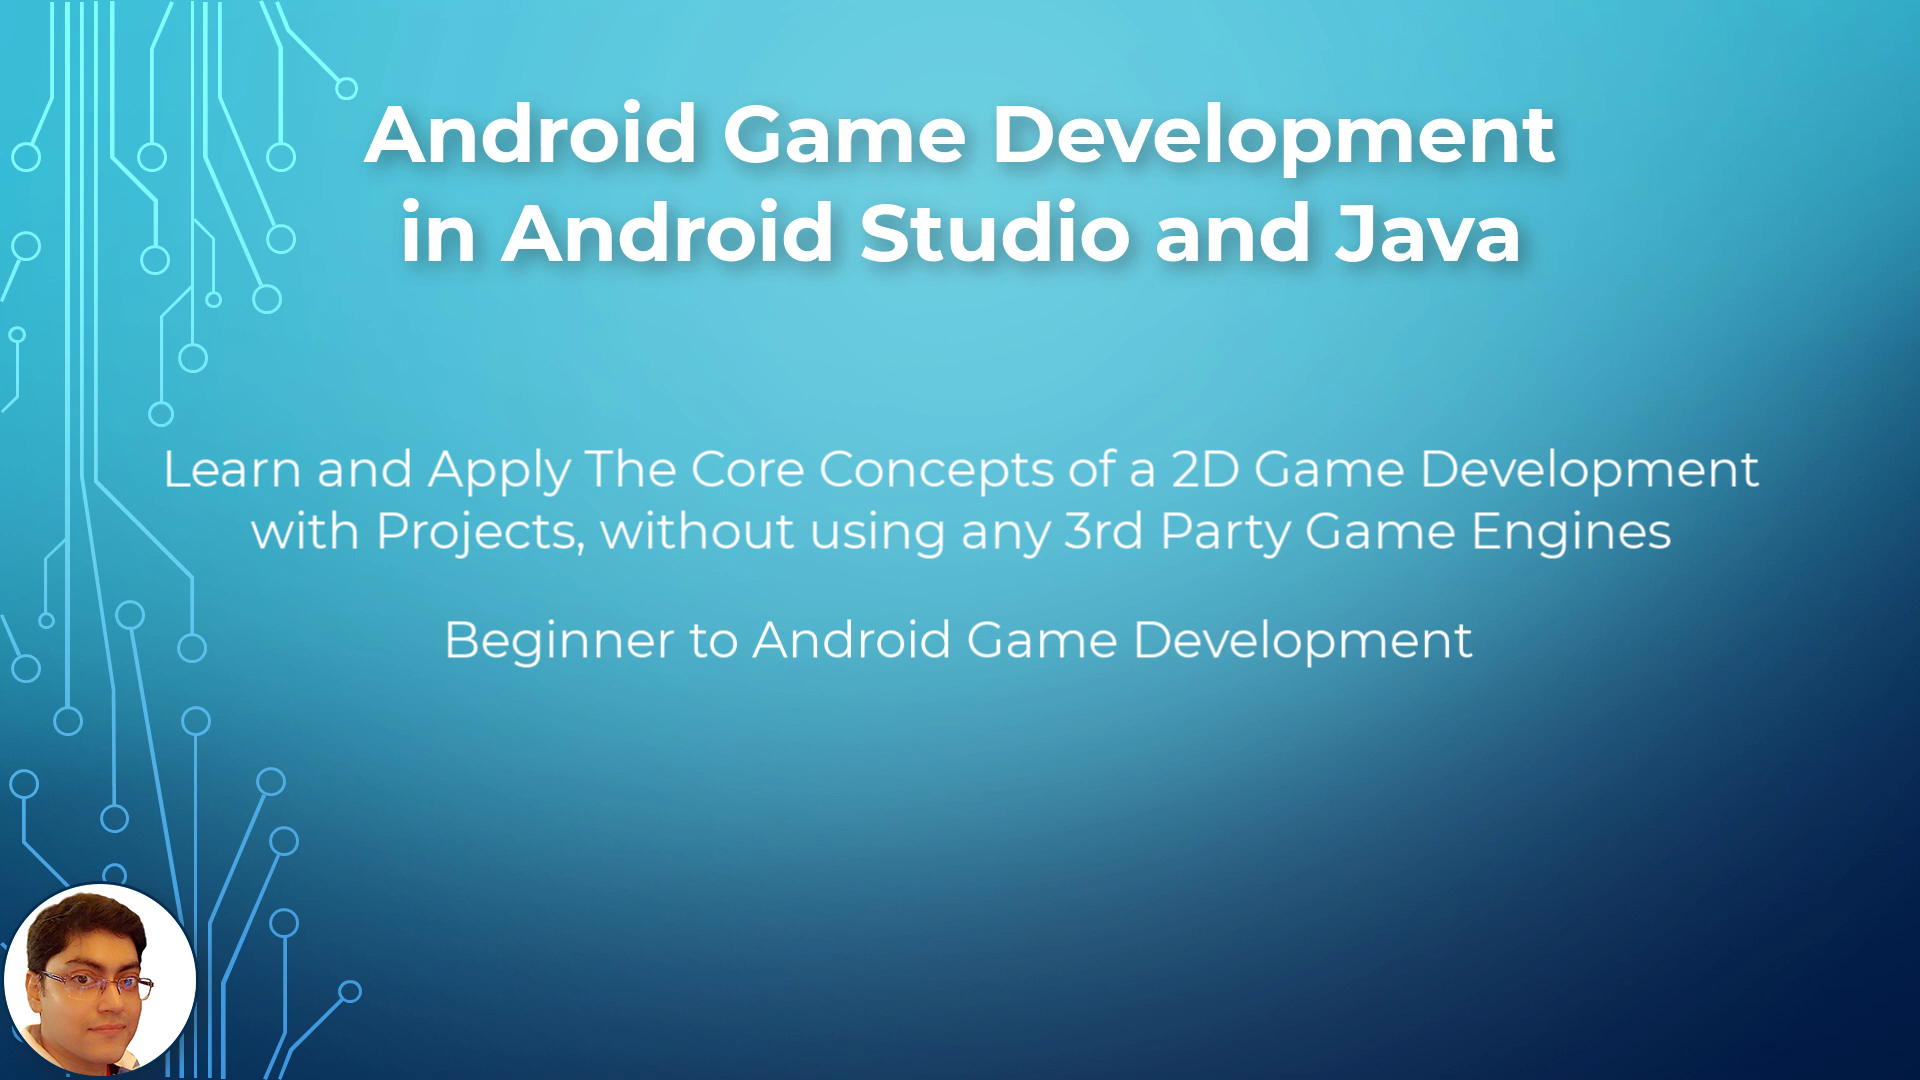 Android Game Development
in Android Studio and Java
Learn and Apply The Core Concepts of a 2D Game Development
with Projects, without using any 3rd Party Game Engines
Beginner to Android Game Development